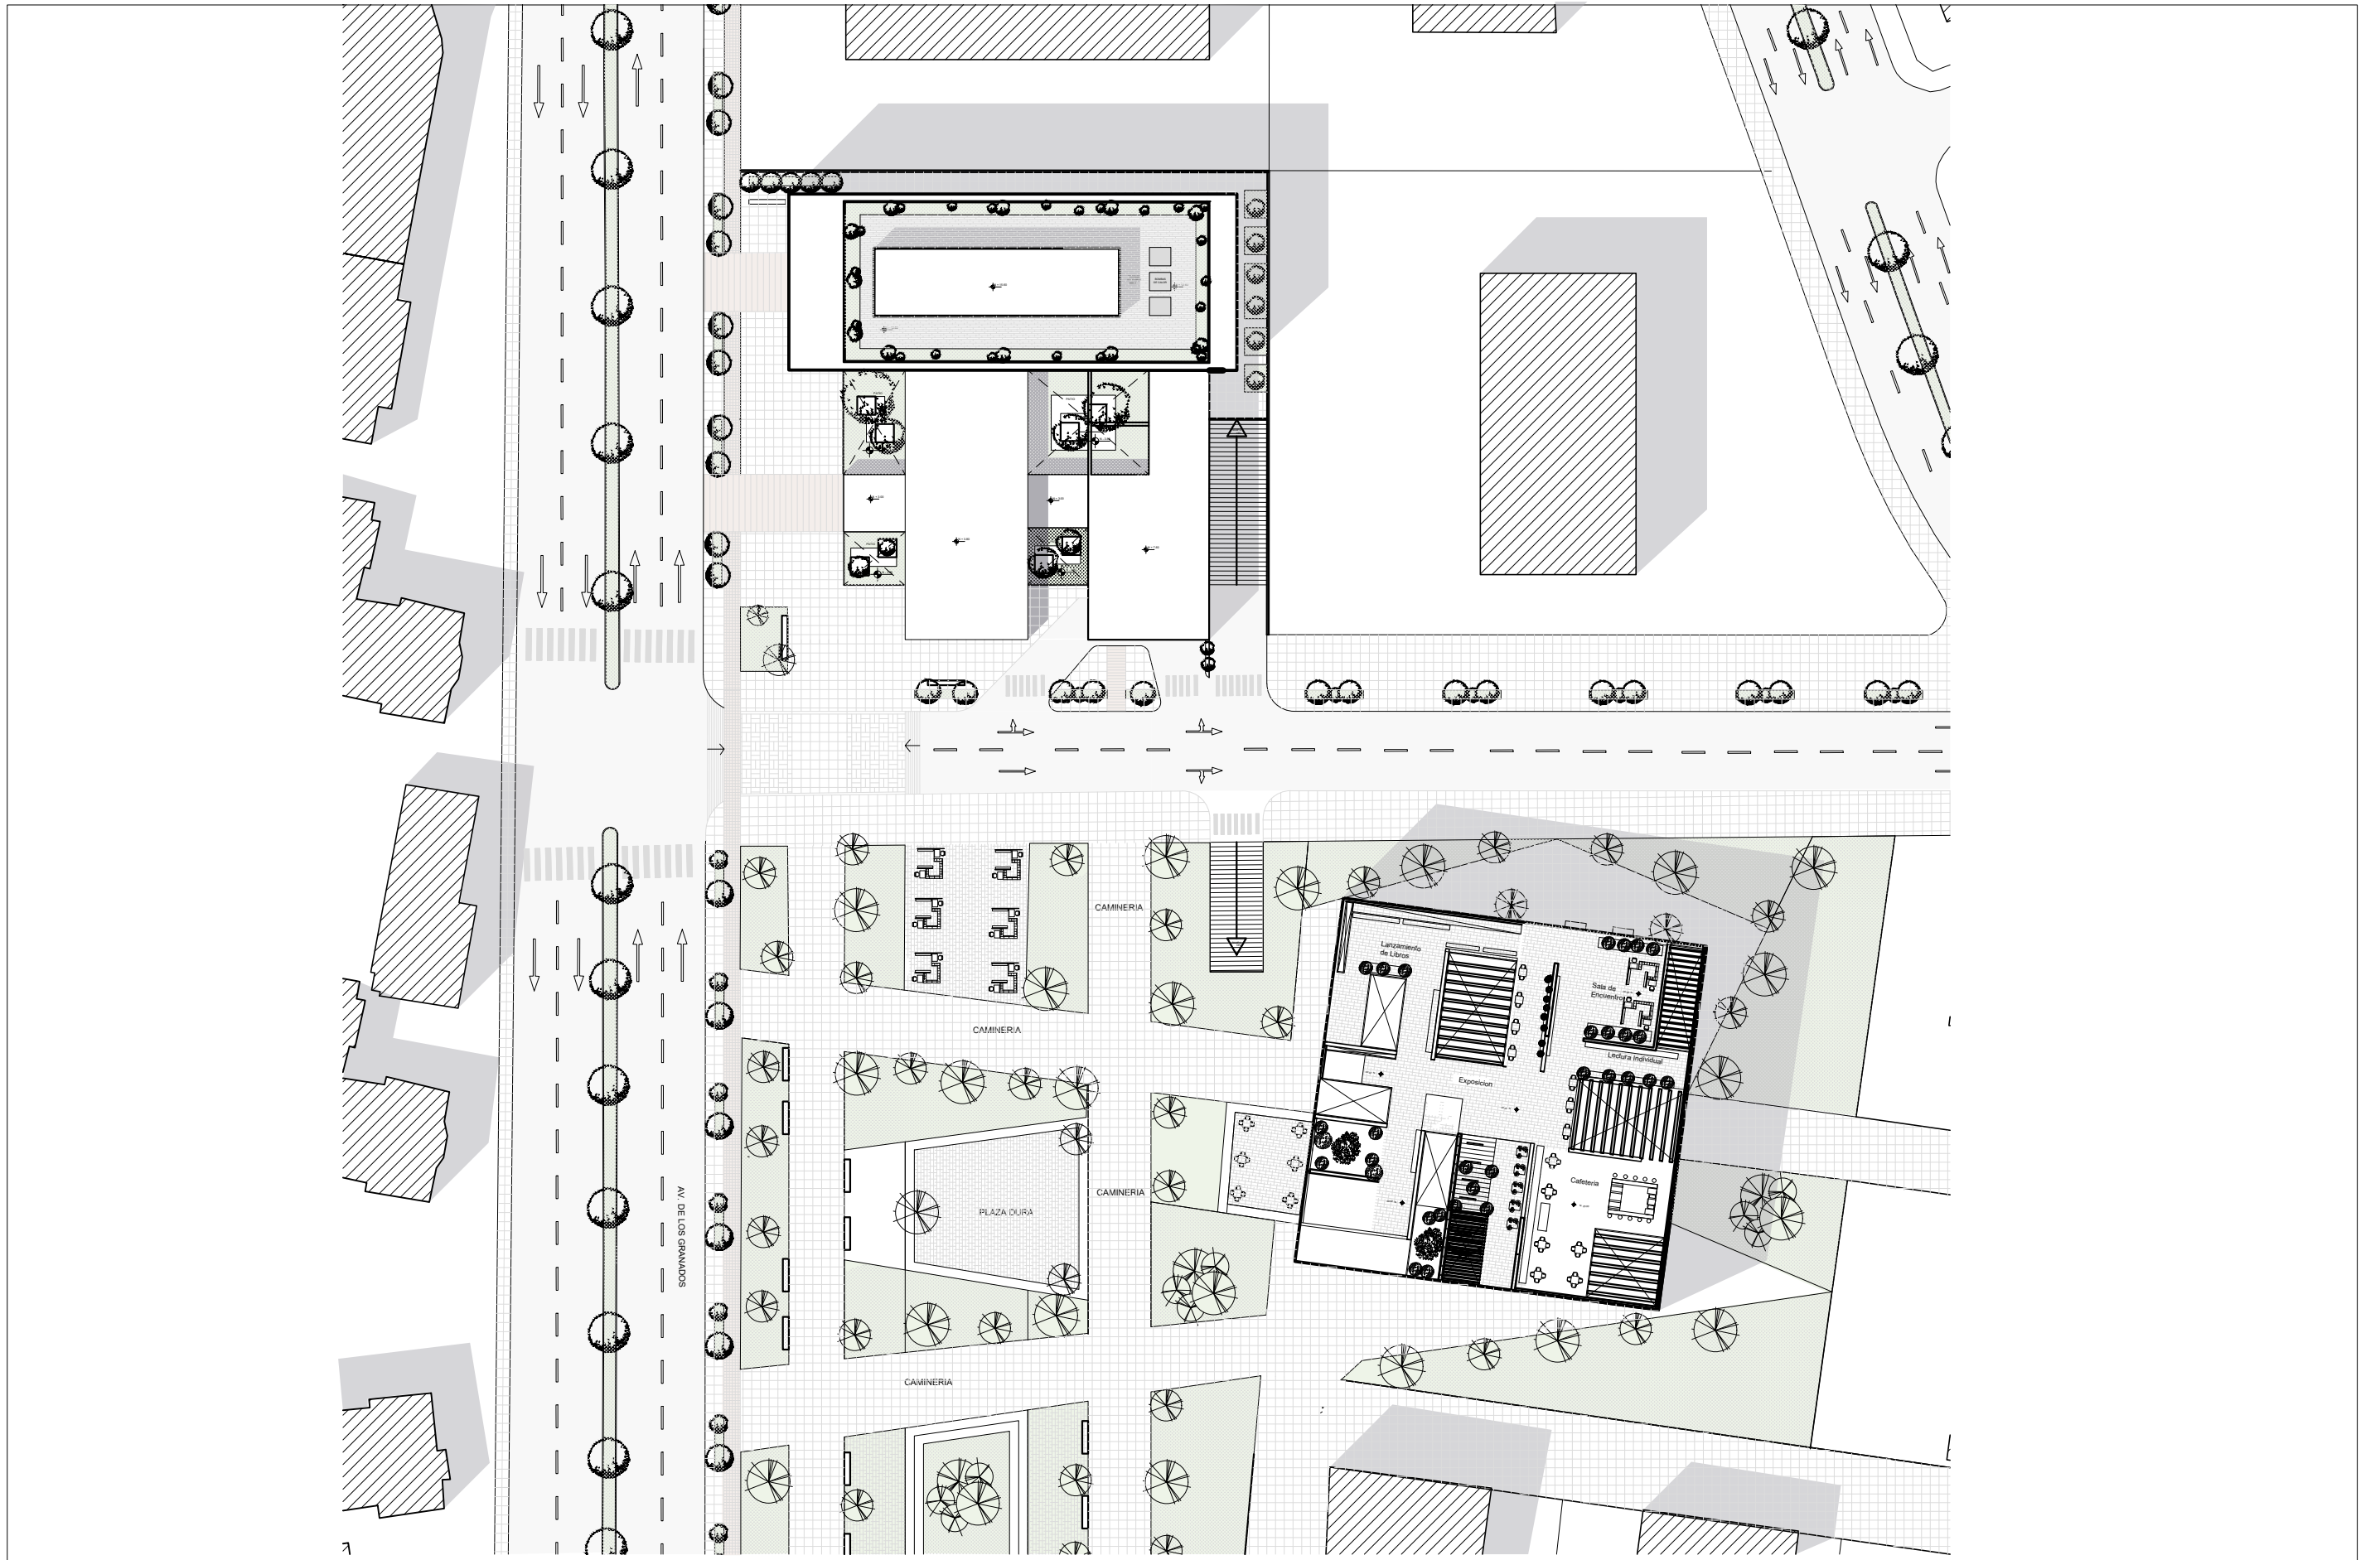 CAMINERIA
Lanzamiento
de Libros
Sala de
Encuentro
CAMINERIA
Lectura Individual
Exposicion
Cafeteria
CAMINERIA
PLAZA DURA
AV. DE LOS GRANADOS
CAMINERIA